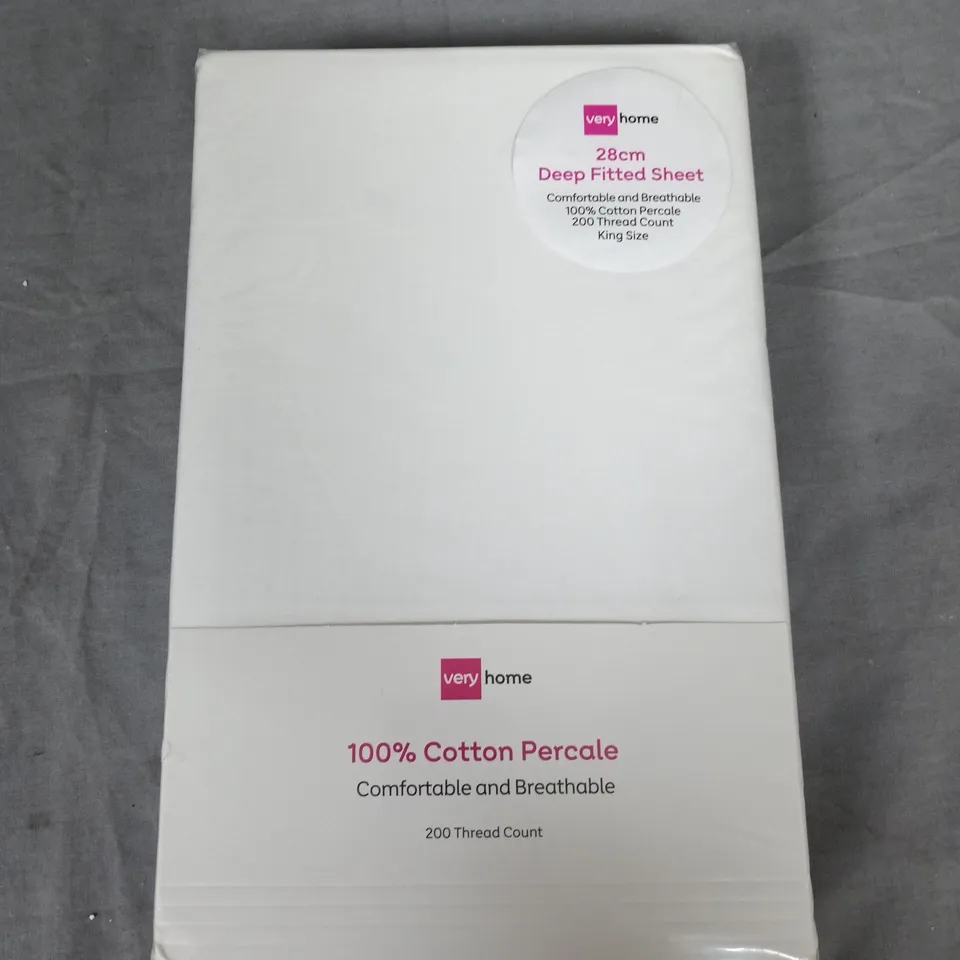 very home
28cm
Deep Fitted Sheet
Comfortable and Breathable
100% Cotton Percale
200 Thread Count
King Size
very home
100% Cotton Percale
Comfortable and Breathable
200 Thread Count